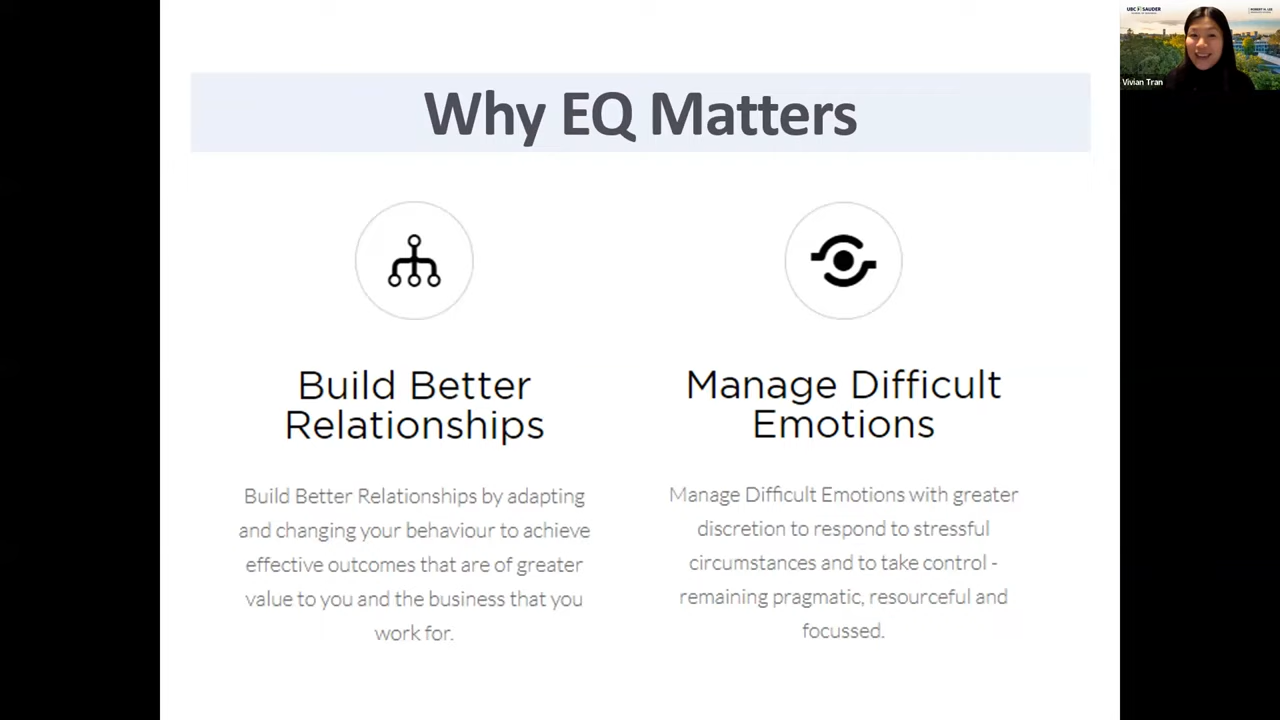 Why EQ Matters
Build Better
Relationships
Build Better Relationships by adapting
and changing your behaviour to achieve
effective outcomes that are of greater
value to you and the business that you
work for.
Manage Difficult
Emotions
Manage Difficult Emotions with greater
discretion to respond to stressful
circumstances and to take control -
remaining pragmatic, resourceful and
focussed.
UBC SAUDER
Vivian Tran